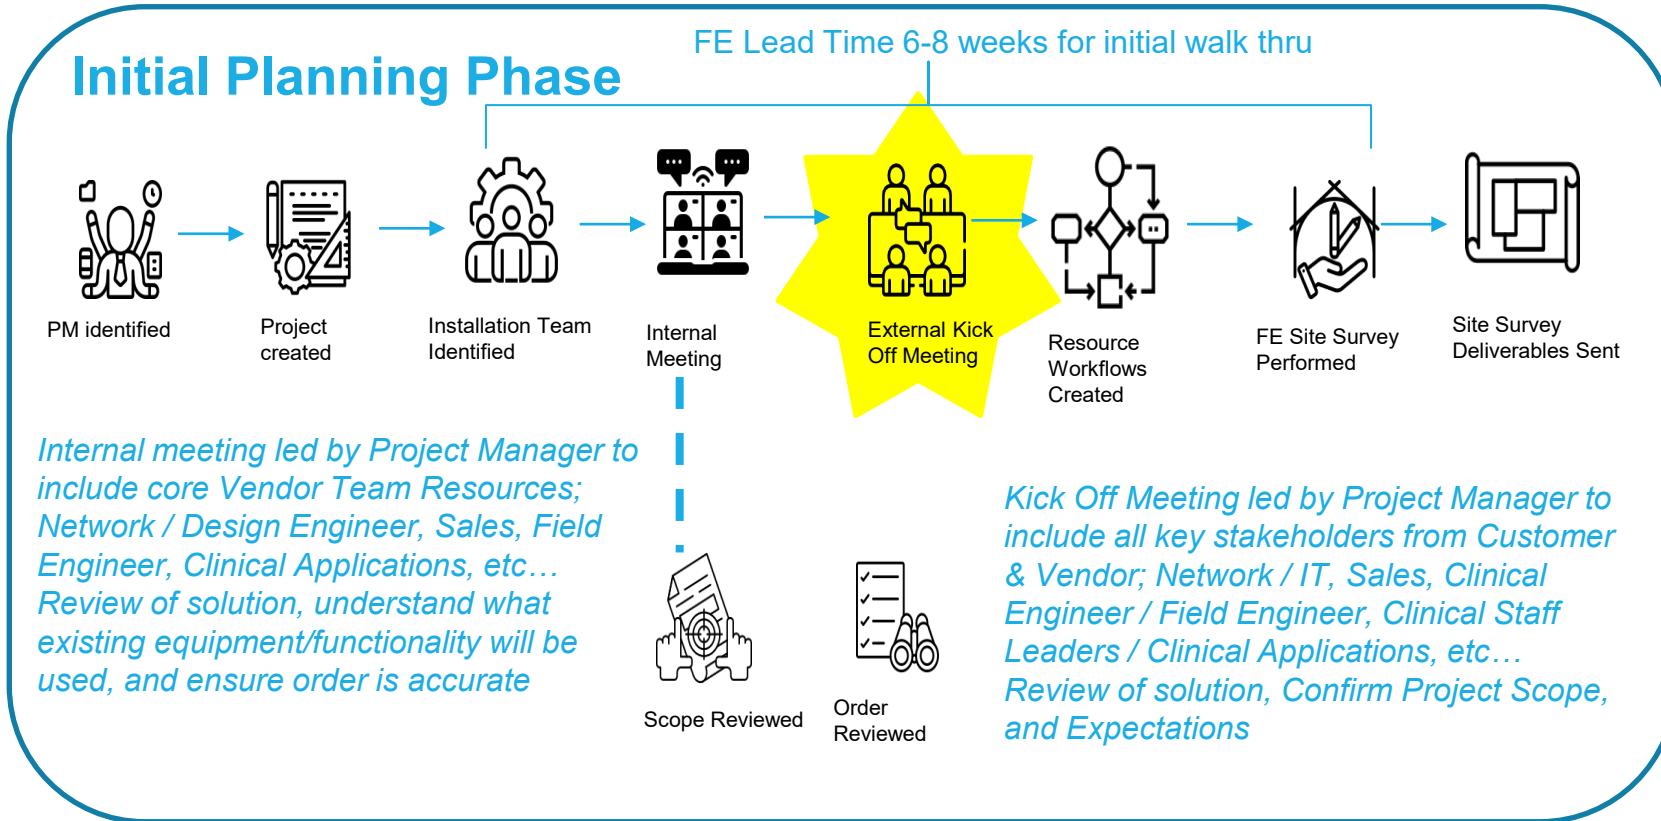 FE Lead Time 6-8 weeks for initial walk thru
Initial Planning Phase
PM identified
Project
created
Installation Team
Identified
Internal
Meeting
External Kick
Off Meeting
Resource
Workflows
Created
FE Site Survey
Performed
Site Survey
Deliverables Sent
Internal meeting led by Project Manager to
include core Vendor Team Resources;
Network / Design Engineer, Sales, Field
Engineer, Clinical Applications, etc…
Review of solution, understand what
existing equipment/functionality will be
used, and ensure order is accurate
Scope Reviewed
Order
Reviewed
Kick Off Meeting led by Project Manager to
include all key stakeholders from Customer
& Vendor; Network / IT, Sales, Clinical
Engineer / Field Engineer, Clinical Staff
Leaders / Clinical Applications, etc…
Review of solution, Confirm Project Scope,
and Expectations